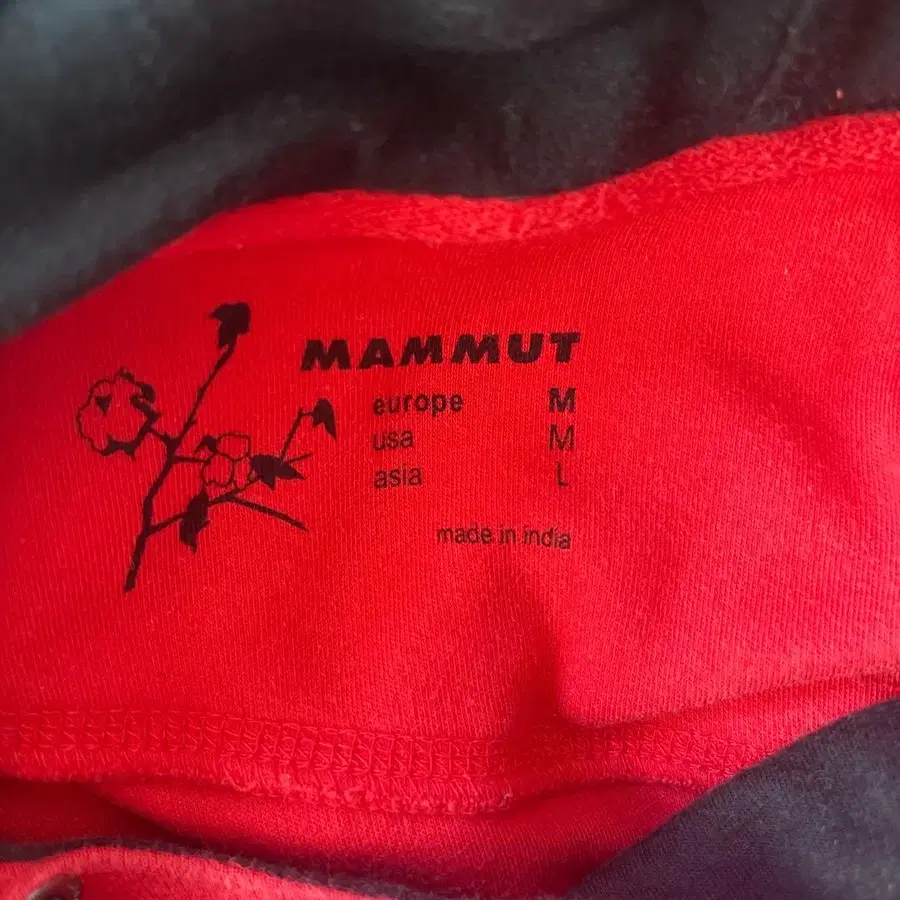 MAMMUT
europe M
usa M
asia L
made in india